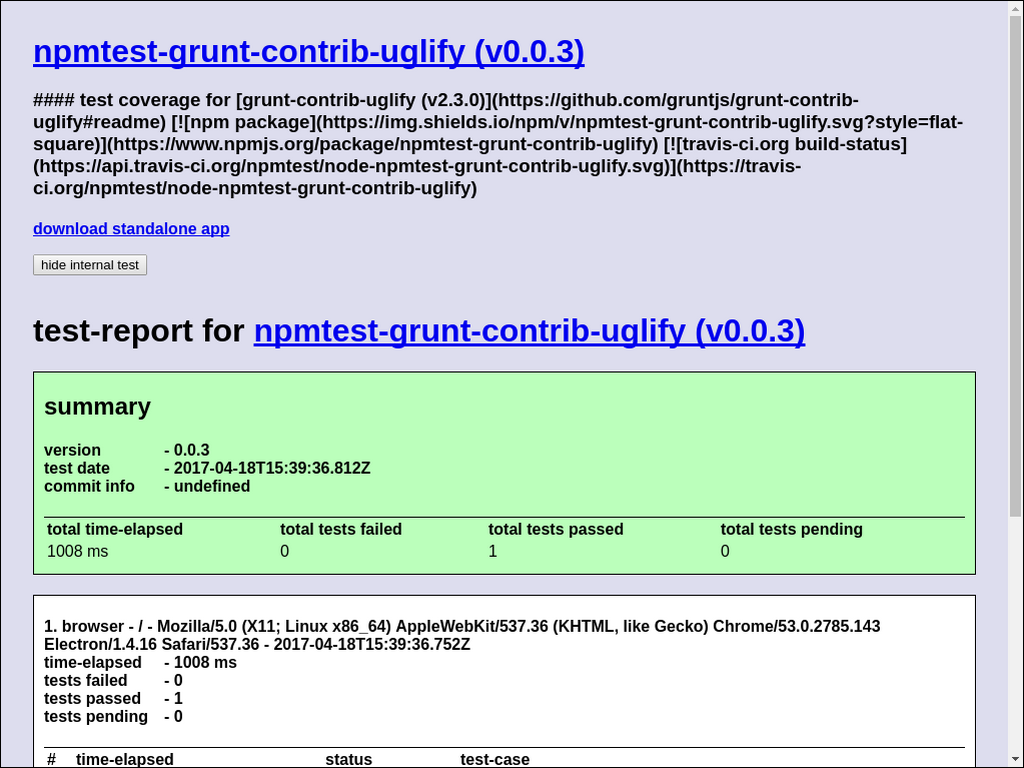 npmtest-grunt-contrib-uglify (v0.0.3)
#### test coverage for [grunt-contrib-uglify (v2.3.0)](https://github.com/gruntjs/grunt-contrib-
uglify#readme) [![npm package](https://img.shields.io/npm/v/npmtest-grunt-contrib-uglify.svg?style=flat-
square)](https://www.npmjs.org/package/npmtest-grunt-contrib-uglify) [![travis-ci.org build-status]
(https://api.travis-ci.org/npmtest/node-npmtest-grunt-contrib-uglify.svg)](https://travis-
ci.org/npmtest/node-npmtest-grunt-contrib-uglify)
download standalone app
hide internal test
test-report for npmtest-grunt-contrib-uglify (v0.0.3)
summary
version - 0.0.3
test date - 2017-04-18T15:39:36.812Z
commit info - undefined
total time-elapsed total tests failed total tests passed total tests pending
1008 ms 0 1 0
1. browser - / - Mozilla/5.0 (X11; Linux x86_64) AppleWebKit/537.36 (KHTML, like Gecko) Chrome/53.0.2785.143
Electron/1.4.16 Safari/537.36 - 2017-04-18T15:39:36.752Z
time-elapsed - 1008 ms
tests failed - 0
tests passed - 1
tests pending - 0
# time-elapsed status test-case